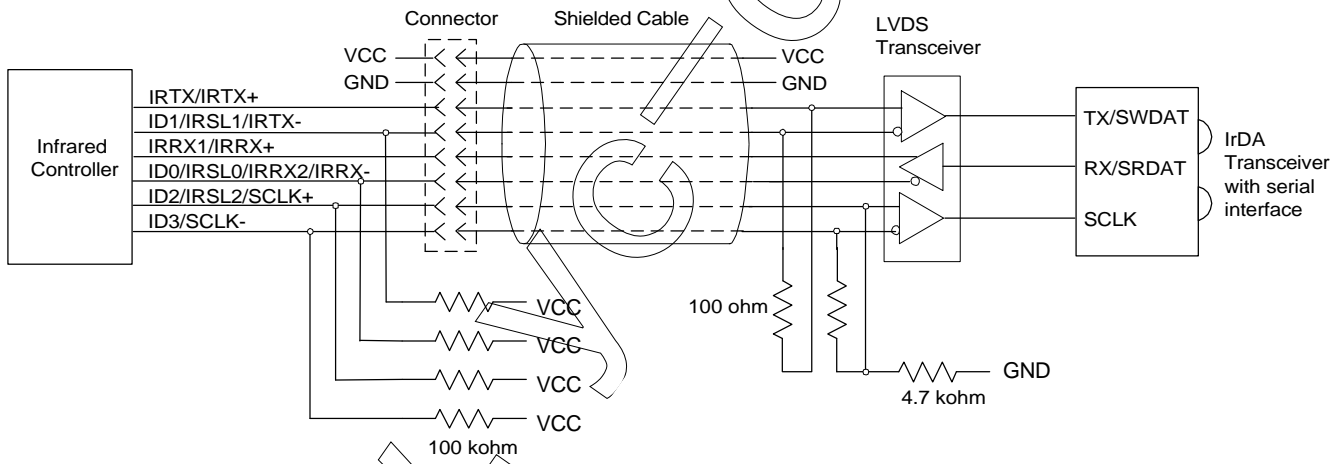 Connector
Shielded Cable
LVDS
Transceiver
VCC
VCC
GND
GND
Infrared
Controller
IRTX/IRTX+
ID1/IRSL1/IRTX-
IRRX1/IRRX+
ID0/IRSL0/IRRX2/IRRX-
ID2/IRSL2/SCLK+
ID3/SCLK-
TX/SWDAT
RX/SRDAT
SCLK
IrDA
Transceiver
with serial
interface
VCC
VCC
VCC
VCC
100 kohm
100 ohm
GND
4.7 kohm